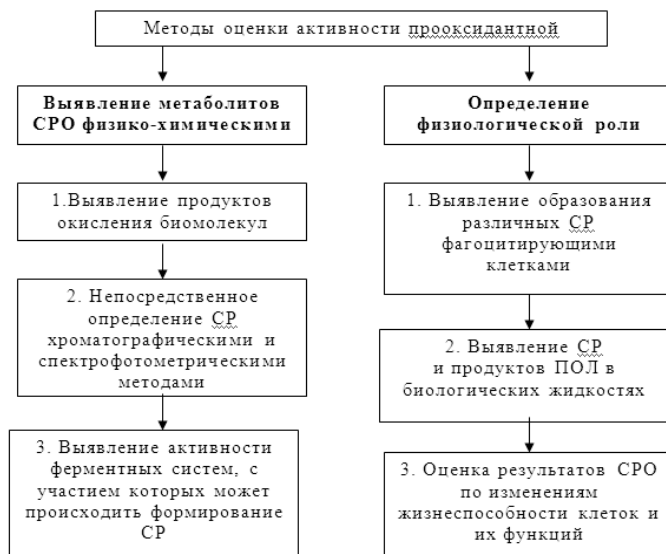 Методы оценки активности прооксидантной
Выявление метаболитов
СРО физико-химическими
1.Выявление продуктов
окисления биомолекул
2. Непосредственное
определение СР
хроматографическими и
спектрофотометрическими
методами
3. Выявление активности
ферментных систем, с
участием которых может
происходить формирование
СР
Определение
физиологической роли
1. Выявление образования
различных СР
фагоцитирующими
клетками
2. Выявление СР
и продуктов ПОЛ в
биологических жидкостях
3. Оценка результатов СРО
по изменениям
жизнеспособности клеток и
их функций